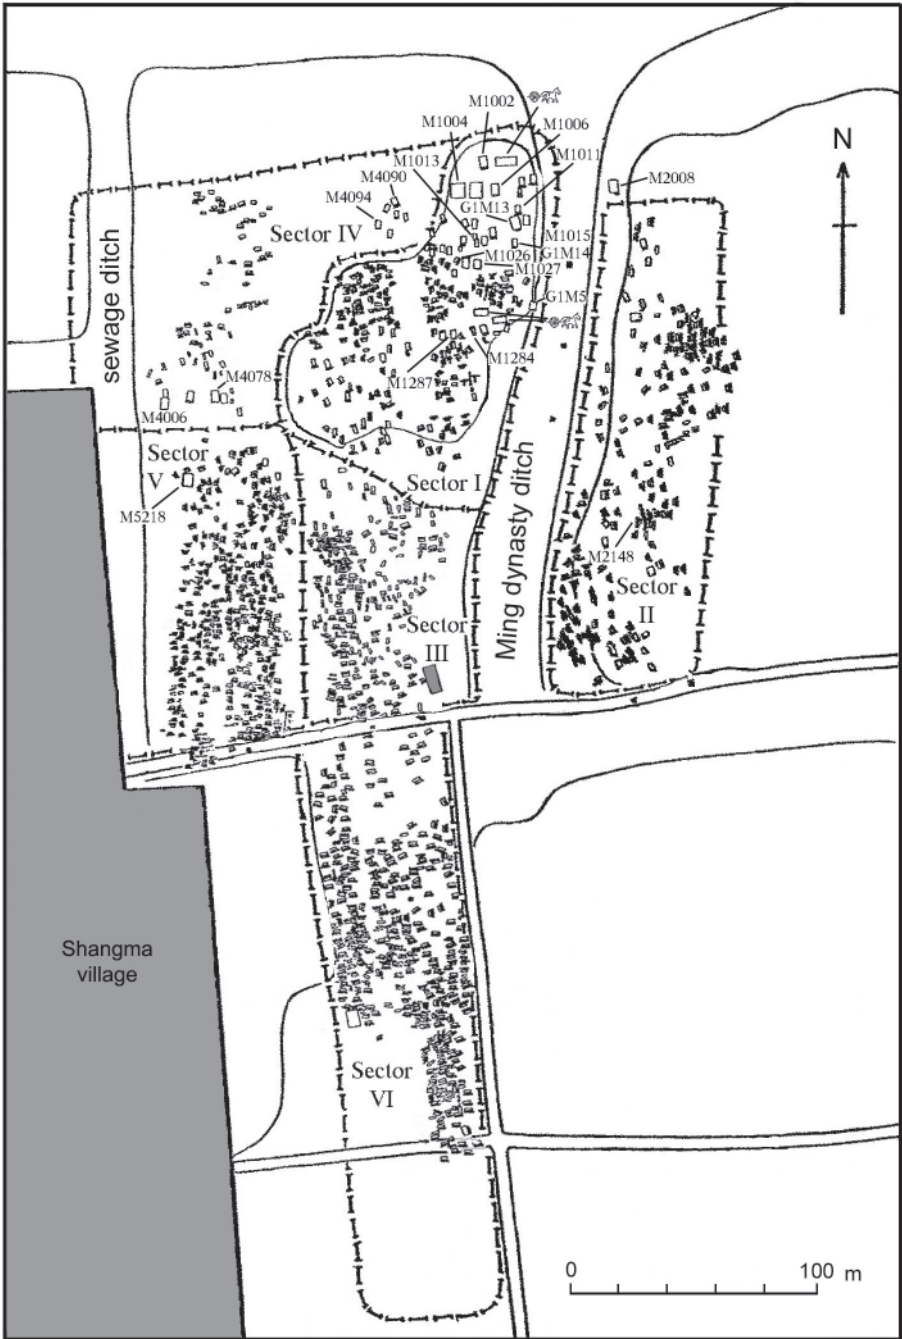 M1002
M1004
M1006
N
M1013
M1011
M4090
M2008
M4094
G1M13
Sector IV
M1015
G1M14
M1026
M1027
sewage ditch
G1M5
M1284
M4078
M1287
M4006
Sector
V
Sector I
M5218
Ming dynasty ditch
M2148
Sector
II
Sector
III
Shangma
village
Sector
VI
0 100 m